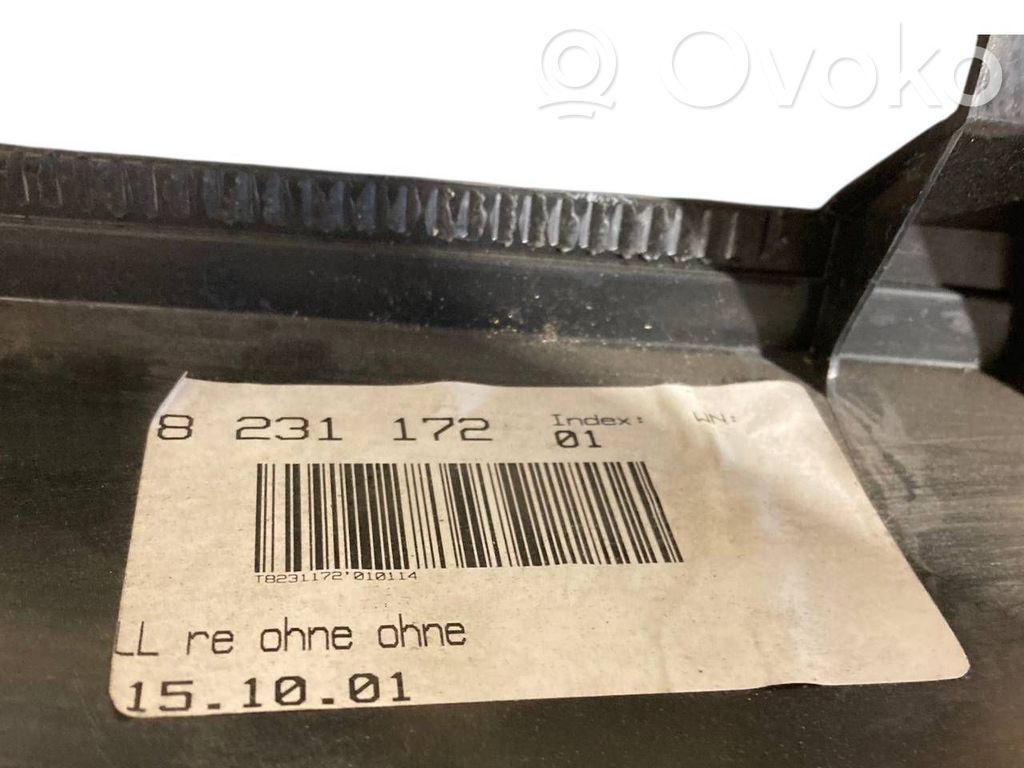 Ovoko
8 231 172 Index: WN:
01
T8231172'010114
LL re ohne ohne
15.10.01